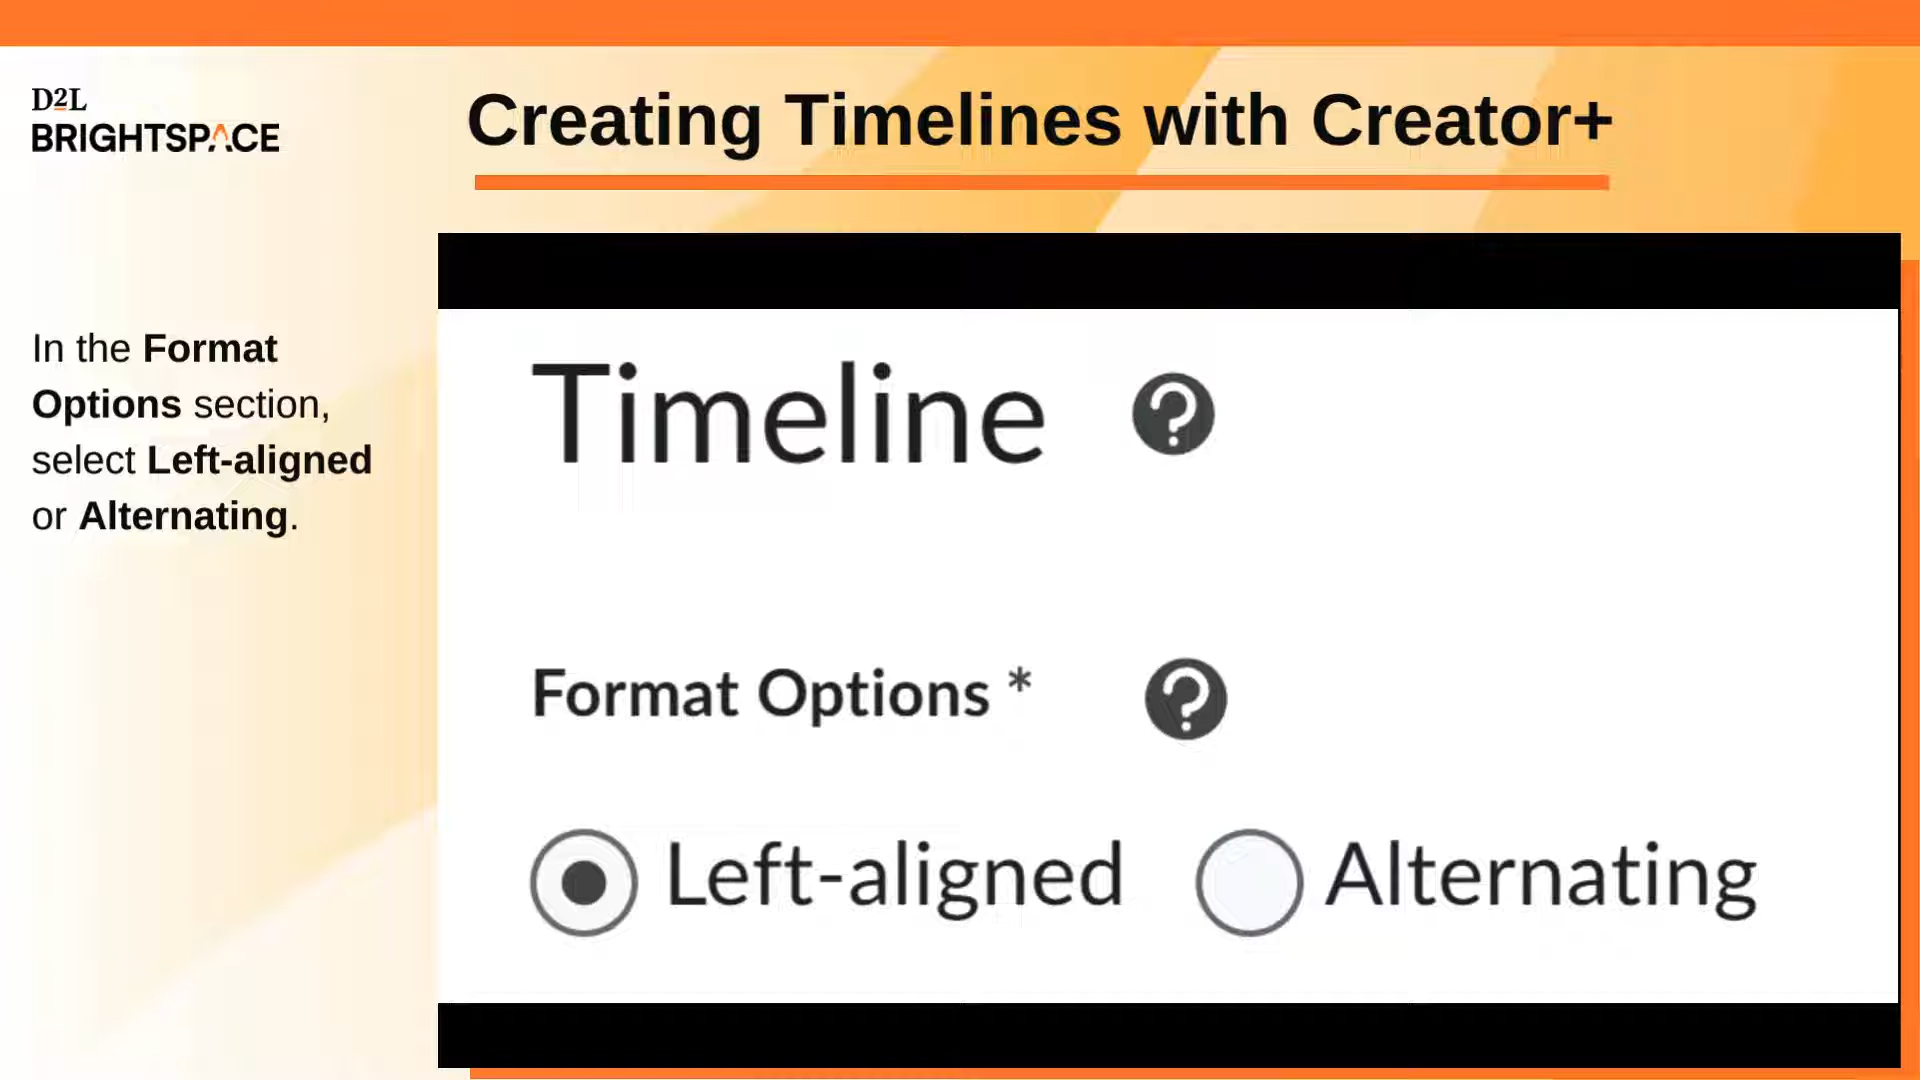 D2L
BRIGHTSPACE
Creating Timelines with Creator+
In the Format
Options section,
select Left-aligned
or Alternating.
Timeline ?
Format Options * ?
Left-aligned Alternating